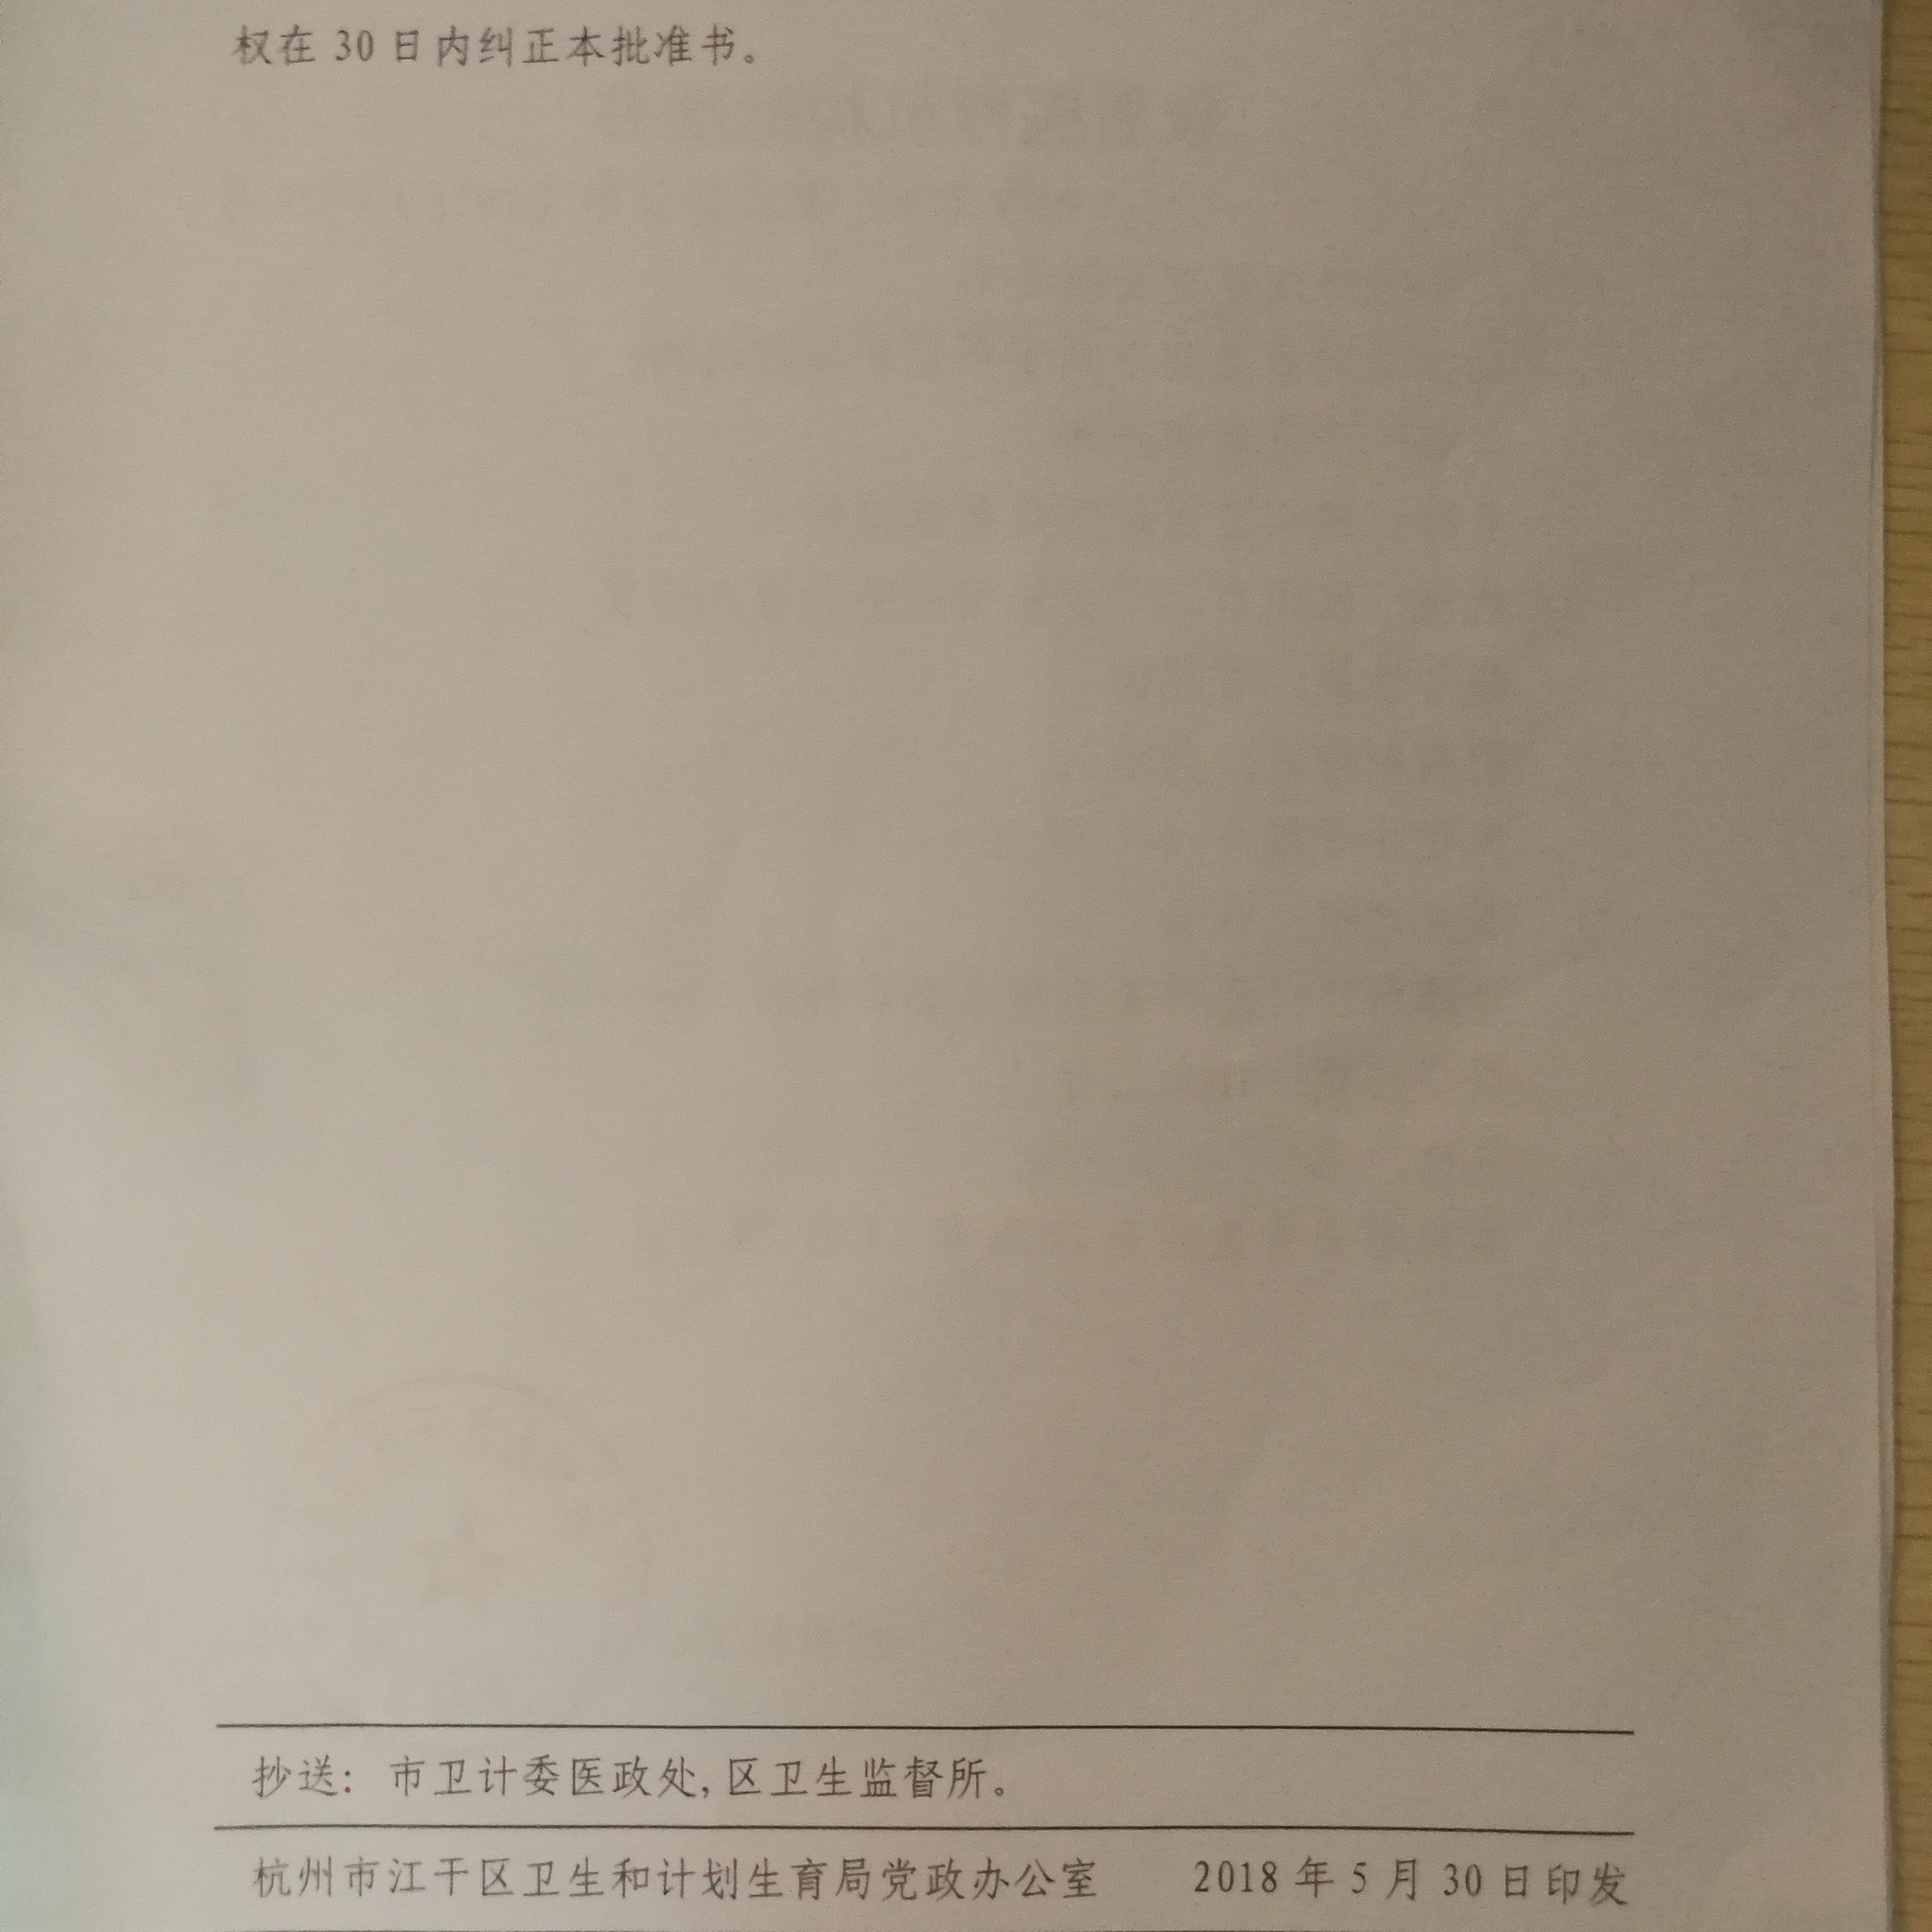 权在 30 日内纠正本批准书。
抄送：市卫计委医政处,区卫生监督所。
杭州市江干区卫生和计划生育局党政办公室 2018 年 5 月 30 日印发